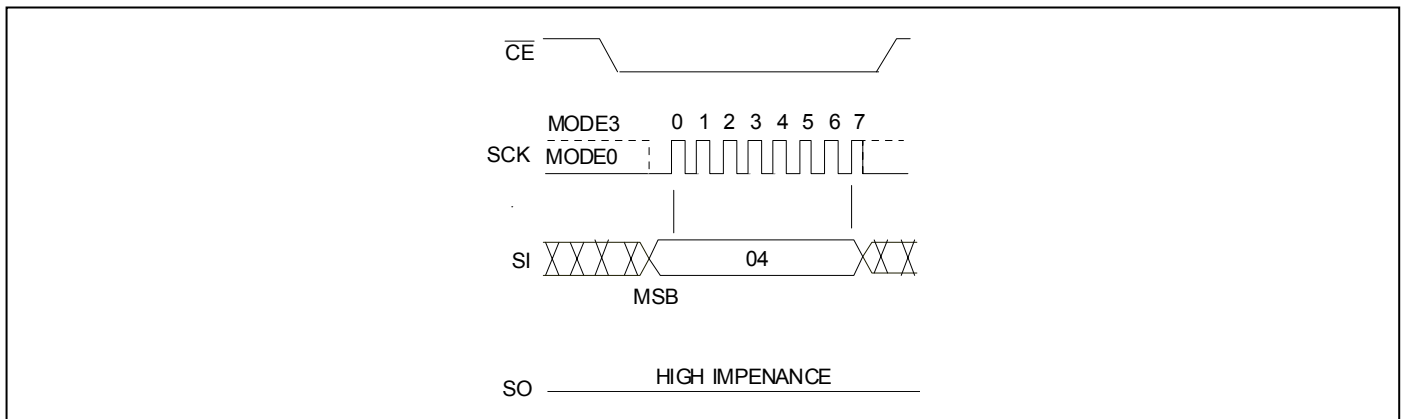 CE
MODE3 0 1 2 3 4 5 6 7
SCK MODE0
SI 04
MSB
HIGH IMPENANCE
SO